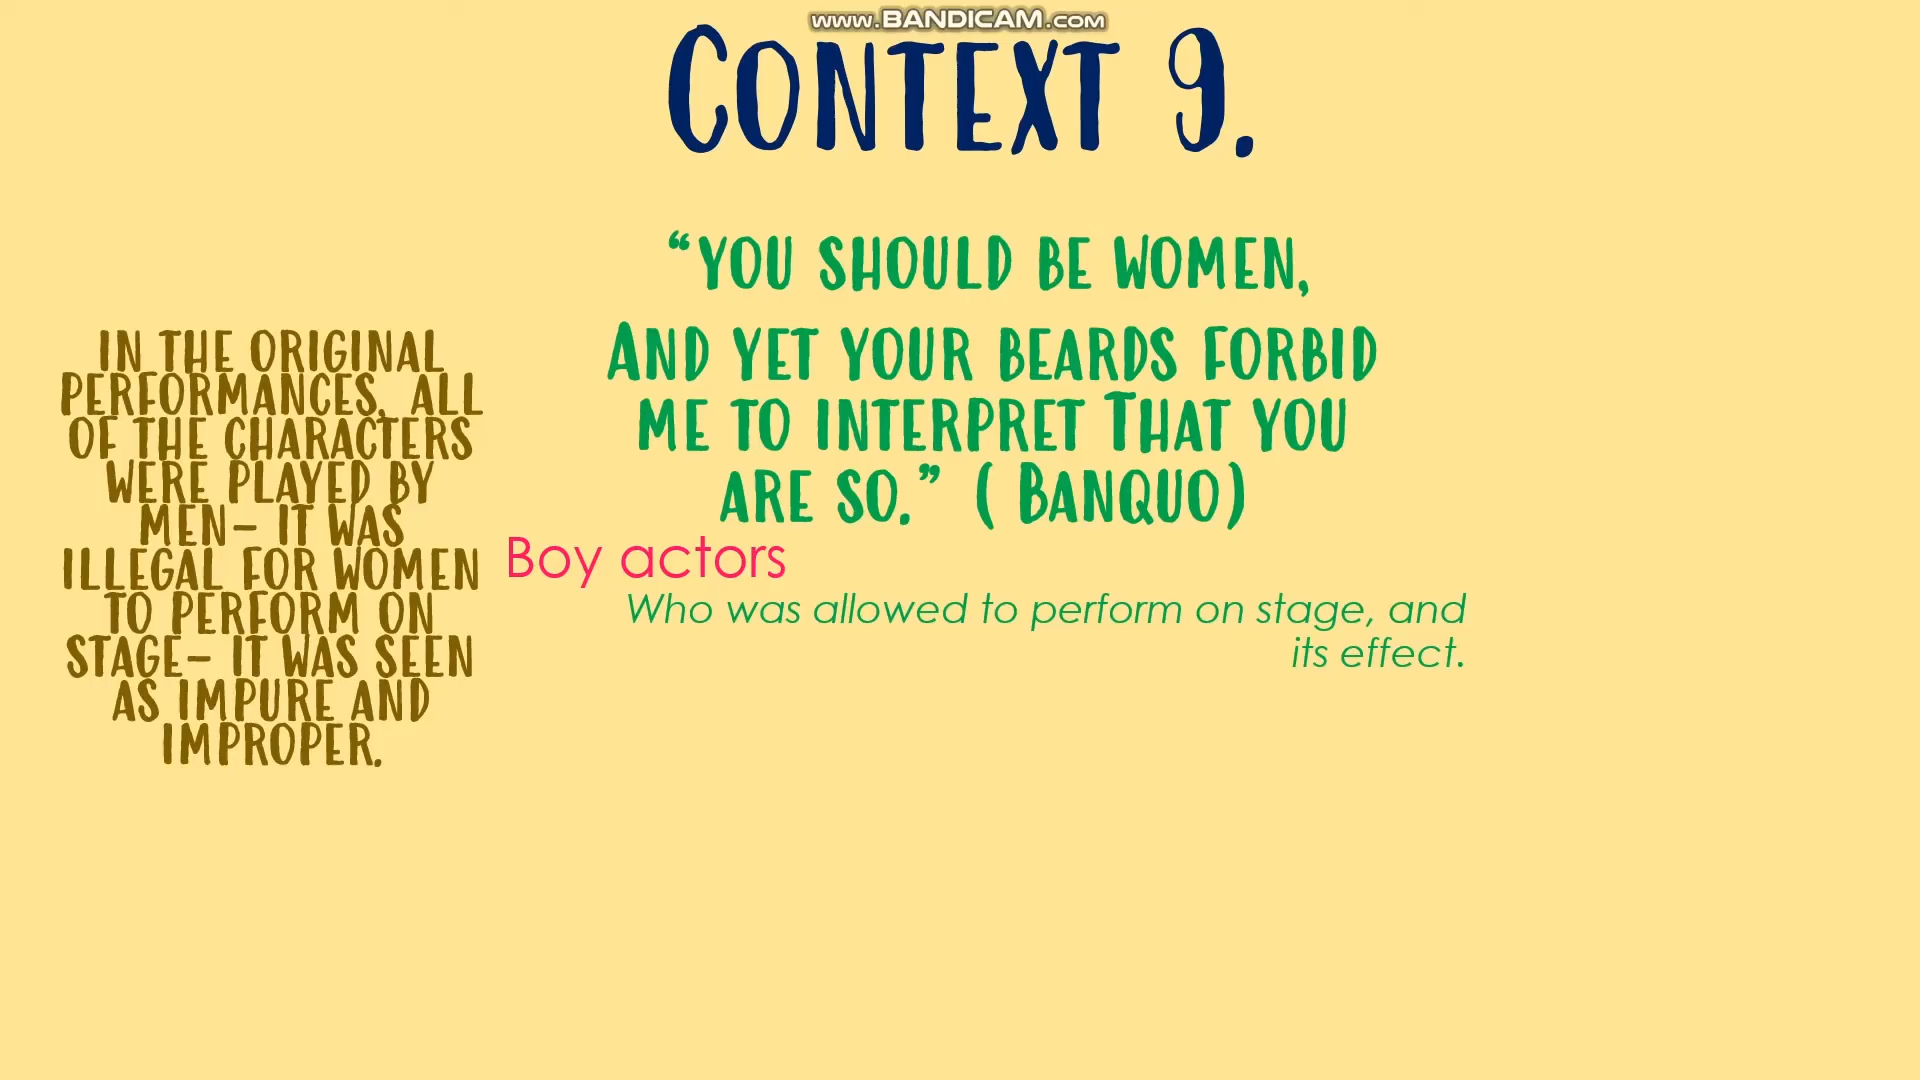 www.BANDICAM.com
Context 9.
“you should be women,
And yet your beards forbid
me to interpret That you
are so.” ( Banquo)
In the original
performances, all
of the characters
were played by
men– it was
illegal for women
to perform on
stage– it was seen
as impure and
improper.
Boy actors
Who was allowed to perform on stage, and
its effect.